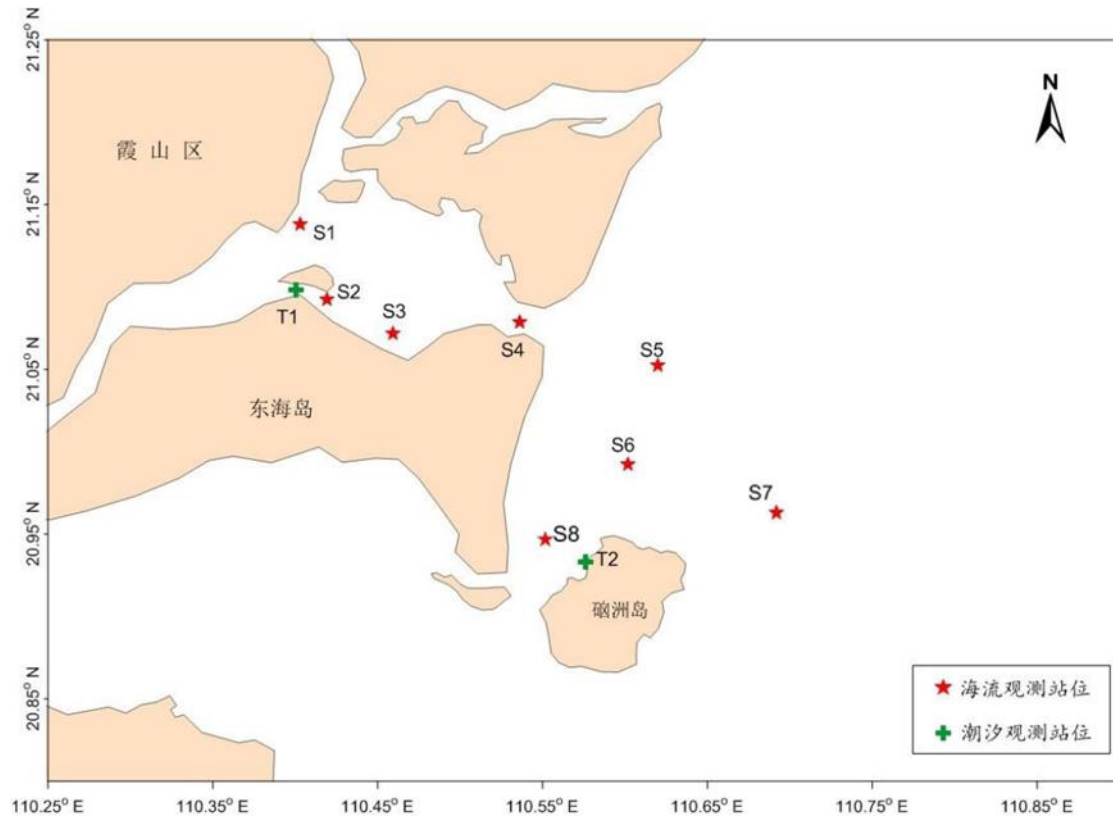 21.25° N
N
霞山区
21.15° N
S1
S2
T1
S3
S4
21.05° N
S5
东海岛
S6
S7
20.95° N
S8
T2
硇洲岛
20.85° N
海流观测站位
潮汐观测站位
110.25° E
110.35° E
110.45° E
110.55° E
110.65° E
110.75° E
110.85° E